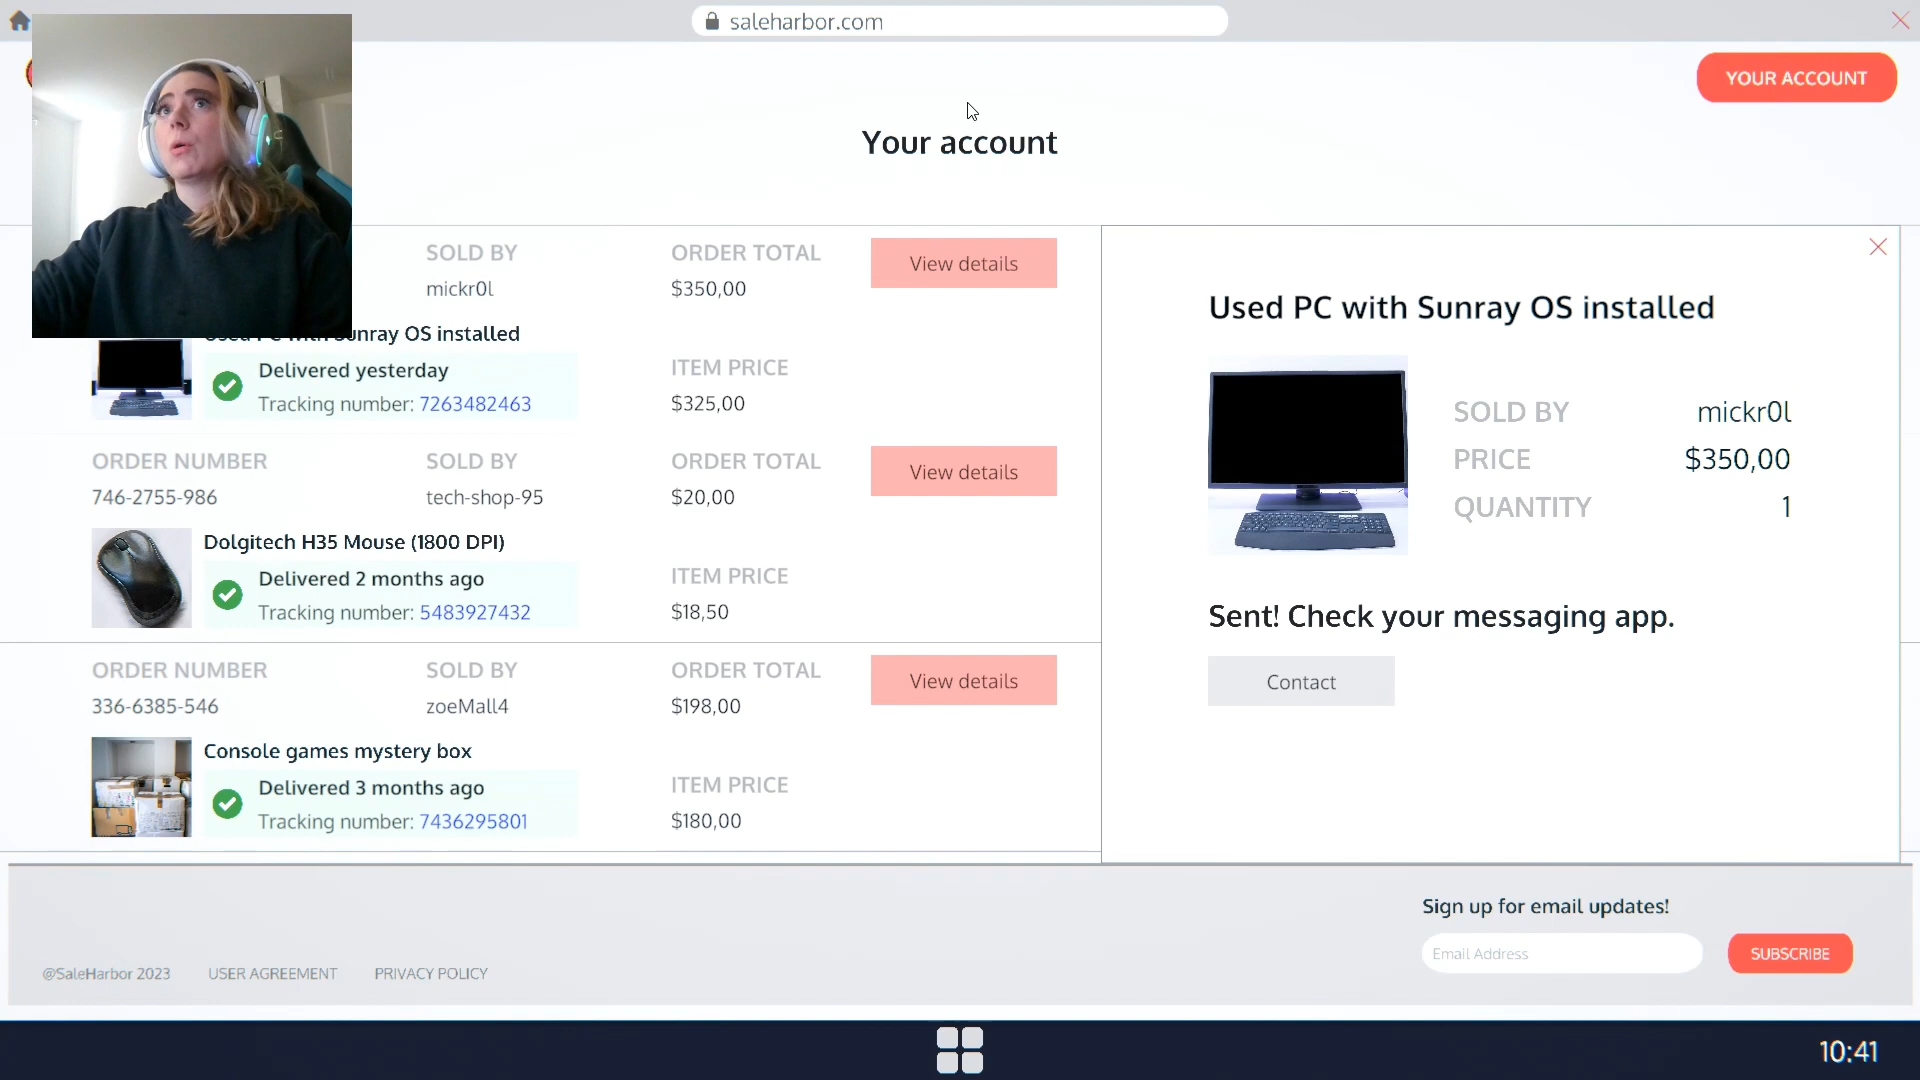 saleharbor.com
YOUR ACCOUNT
Your account
SOLD BY
mickr0l
ORDER TOTAL
$350,00
View details
Sunray OS installed
Delivered yesterday
Tracking number: 7263482463
ITEM PRICE
$325,00
ORDER NUMBER
746-2755-986
SOLD BY
tech-shop-95
ORDER TOTAL
$20,00
View details
Dolgitech H35 Mouse (1800 DPI)
Delivered 2 months ago
Tracking number: 5483927432
ITEM PRICE
$18,50
ORDER NUMBER
336-6385-546
SOLD BY
zoeMall4
ORDER TOTAL
$198,00
View details
Console games mystery box
Delivered 3 months ago
Tracking number: 7436295801
ITEM PRICE
$180,00
Used PC with Sunray OS installed
SOLD BY mickr0l
PRICE $350,00
QUANTITY 1
Sent! Check your messaging app.
Contact
Sign up for email updates!
Email Address
SUBSCRIBE
@SaleHarbor 2023 USER AGREEMENT PRIVACY POLICY
10:41